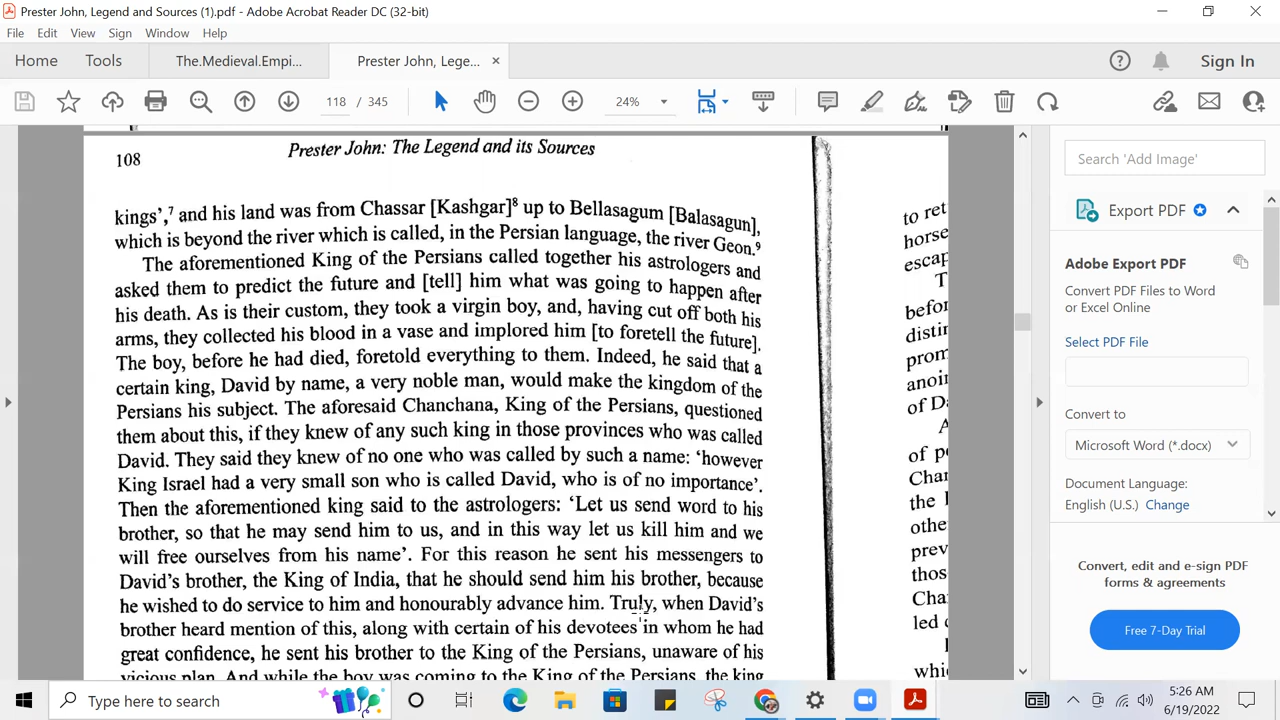 Prester John, Legend and Sources (1).pdf - Adobe Acrobat Reader DC (32-bit)
File Edit View Sign Window Help
Home Tools The.Medieval.Empi... Prester John, Lege... × Sign In
118 / 345 24%
108 Prester John: The Legend and its Sources
kings',⁷ and his land was from Chassar [Kashgar]⁸ up to Bellasagum [Balasagun],
which is beyond the river which is called, in the Persian language, the river Geon.⁹
The aforementioned King of the Persians called together his astrologers and
asked them to predict the future and [tell] him what was going to happen after
his death. As is their custom, they took a virgin boy, and, having cut off both his
arms, they collected his blood in a vase and implored him [to foretell the future].
The boy, before he had died, foretold everything to them. Indeed, he said that a
certain king, David by name, a very noble man, would make the kingdom of the
Persians his subject. The aforesaid Chanchana, King of the Persians, questioned
them about this, if they knew of any such king in those provinces who was called
David. They said they knew of no one who was called by such a name: 'however
King Israel had a very small son who is called David, who is of no importance'.
Then the aforementioned king said to the astrologers: 'Let us send word to his
brother, so that he may send him to us, and in this way let us kill him and we
will free ourselves from his name'. For this reason he sent his messengers to
David's brother, the King of India, that he should send him his brother, because
he wished to do service to him and honourably advance him. Truly, when David's
brother heard mention of this, along with certain of his devotees in whom he had
great confidence, he sent his brother to the King of the Persians, unaware of his
vicious plan. And while the boy was coming to the King of the Persians, the king
to ret
horse
escap
T
befor
distin
prom
anoin
of Da
A
of pe
Chan
the
othe
prev
thos
Cha
led
whi
Search 'Add Image'
Export PDF
Adobe Export PDF
Convert PDF Files to Word
or Excel Online
Select PDF File
Convert to
Microsoft Word (*.docx)
Document Language:
English (U.S.) Change
Convert, edit and e-sign PDF
forms & agreements
Free 7-Day Trial
Type here to search
5:26 AM
6/19/2022